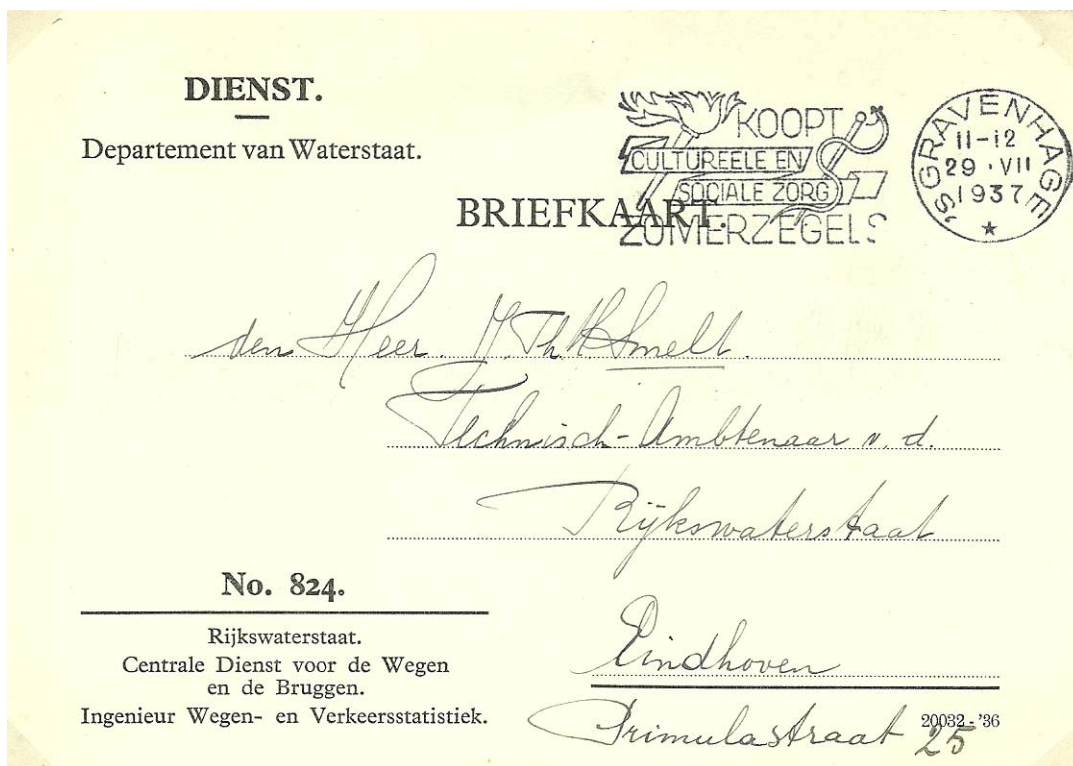 DIENST.
Departement van Waterstaat.
KOOPT
CULTUREELE EN
SOCIALE ZORG
ZOMERZEGELS
'S GRAVENHAGE
11-12
29·VII
1937
BRIEFKAART.
den Heer. J. Th. H. Smelt.
Technisch-Ambtenaar v. d.
Rijkswaterstaat
Eindhoven
Primulastraat 25
No. 824.
Rijkswaterstaat.
Centrale Dienst voor de Wegen
en de Bruggen.
Ingenieur Wegen- en Verkeersstatistiek.
20032 - '36